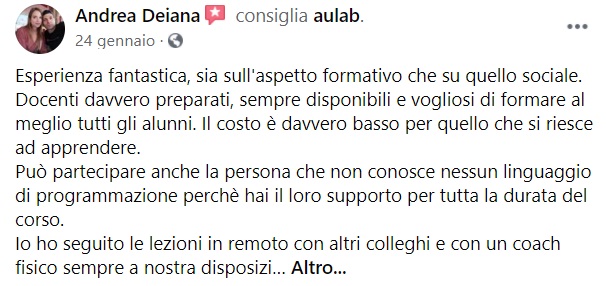 Andrea Deiana consiglia aulab.
24 gennaio ·
Esperienza fantastica, sia sull'aspetto formativo che su quello sociale.
Docenti davvero preparati, sempre disponibili e vogliosi di formare al
meglio tutti gli alunni. Il costo è davvero basso per quello che si riesce
ad apprendere.
Può partecipare anche la persona che non conosce nessun linguaggio
di programmazione perchè hai il loro supporto per tutta la durata del
corso.
Io ho seguito le lezioni in remoto con altri colleghi e con un coach
fisico sempre a nostra disposizi... Altro...